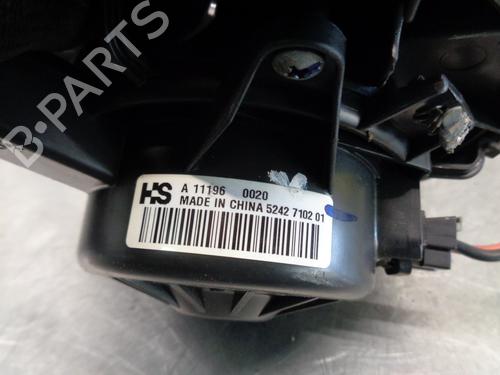 B-PARTS
HS A 11196 0020
MADE IN CHINA 5242 7102 01